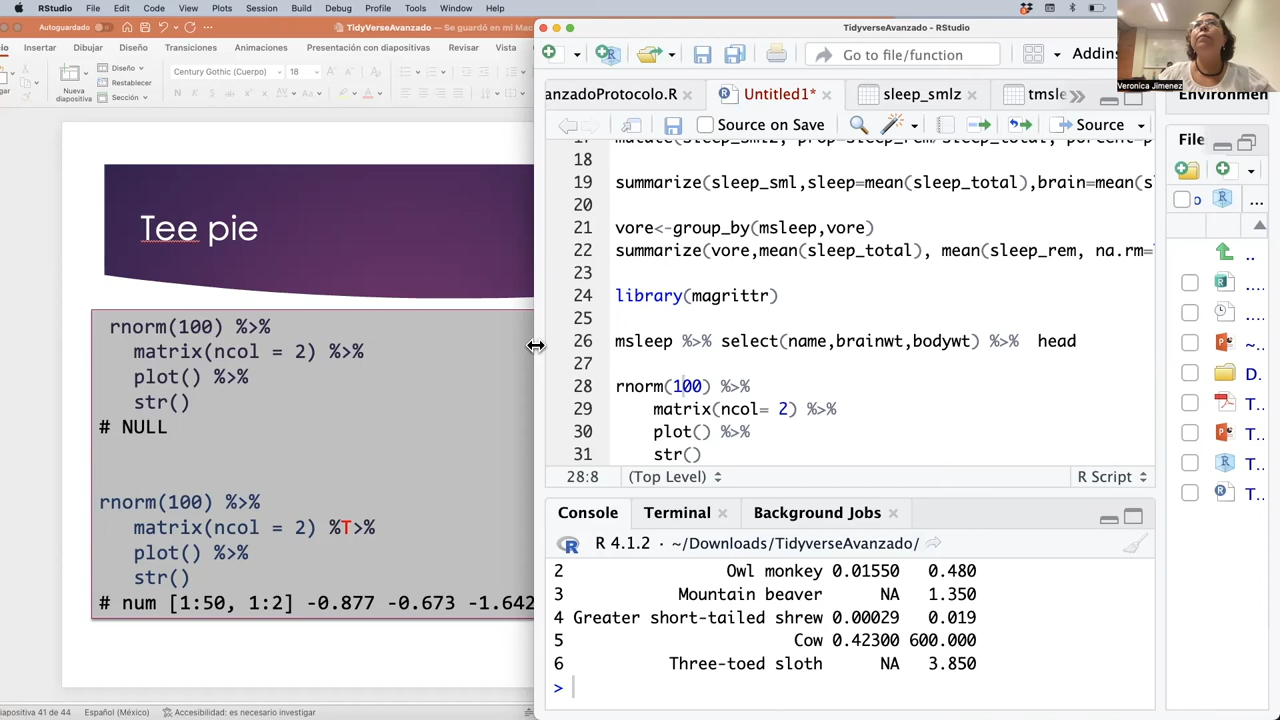 RStudio File Edit Code View Plots Session Build Debug Profile Tools Window Help
Autoguardado TidyVerseAvanzado — Se guardó en mi Mac
Insertar Dibujar Diseño Transiciones Animaciones Presentación con diapositivas Revisar Vista
Nueva diapositiva
Diseño
Restablecer
Sección
Century Gothic (Cuerpo) 18
Tee pie
rnorm(100) %>%
matrix(ncol = 2) %>%
plot() %>%
str()
# NULL
rnorm(100) %>%
matrix(ncol = 2) %T>%
plot() %>%
str()
# num [1:50, 1:2] -0.877 -0.673 -1.642
iapositiva 41 de 44 Español (México) Accesibilidad: es necesario investigar
TidyverseAvanzado - RStudio
Go to file/function Addins
anzadoProtocolo.R Untitled1* sleep_smlz tmsle
Source on Save Source
18
19 summarize(sleep_sml,sleep=mean(sleep_total),brain=mean(s
20
21 vore<-group_by(msleep,vore)
22 summarize(vore,mean(sleep_total), mean(sleep_rem, na.rm=
23
24 library(magrittr)
25
26 msleep %>% select(name,brainwt,bodywt) %>% head
27
28 rnorm(100) %>%
29 matrix(ncol= 2) %>%
30 plot() %>%
31 str()
28:8 (Top Level) R Script
Console Terminal Background Jobs
R 4.1.2 · ~/Downloads/TidyverseAvanzado/
2 Owl monkey 0.01550 0.480
3 Mountain beaver NA 1.350
4 Greater short-tailed shrew 0.00029 0.019
5 Cow 0.42300 600.000
6 Three-toed sloth NA 3.850
>
Veronica Jimenez
Environmen
File
..
D.
T.
T.
T.
T.